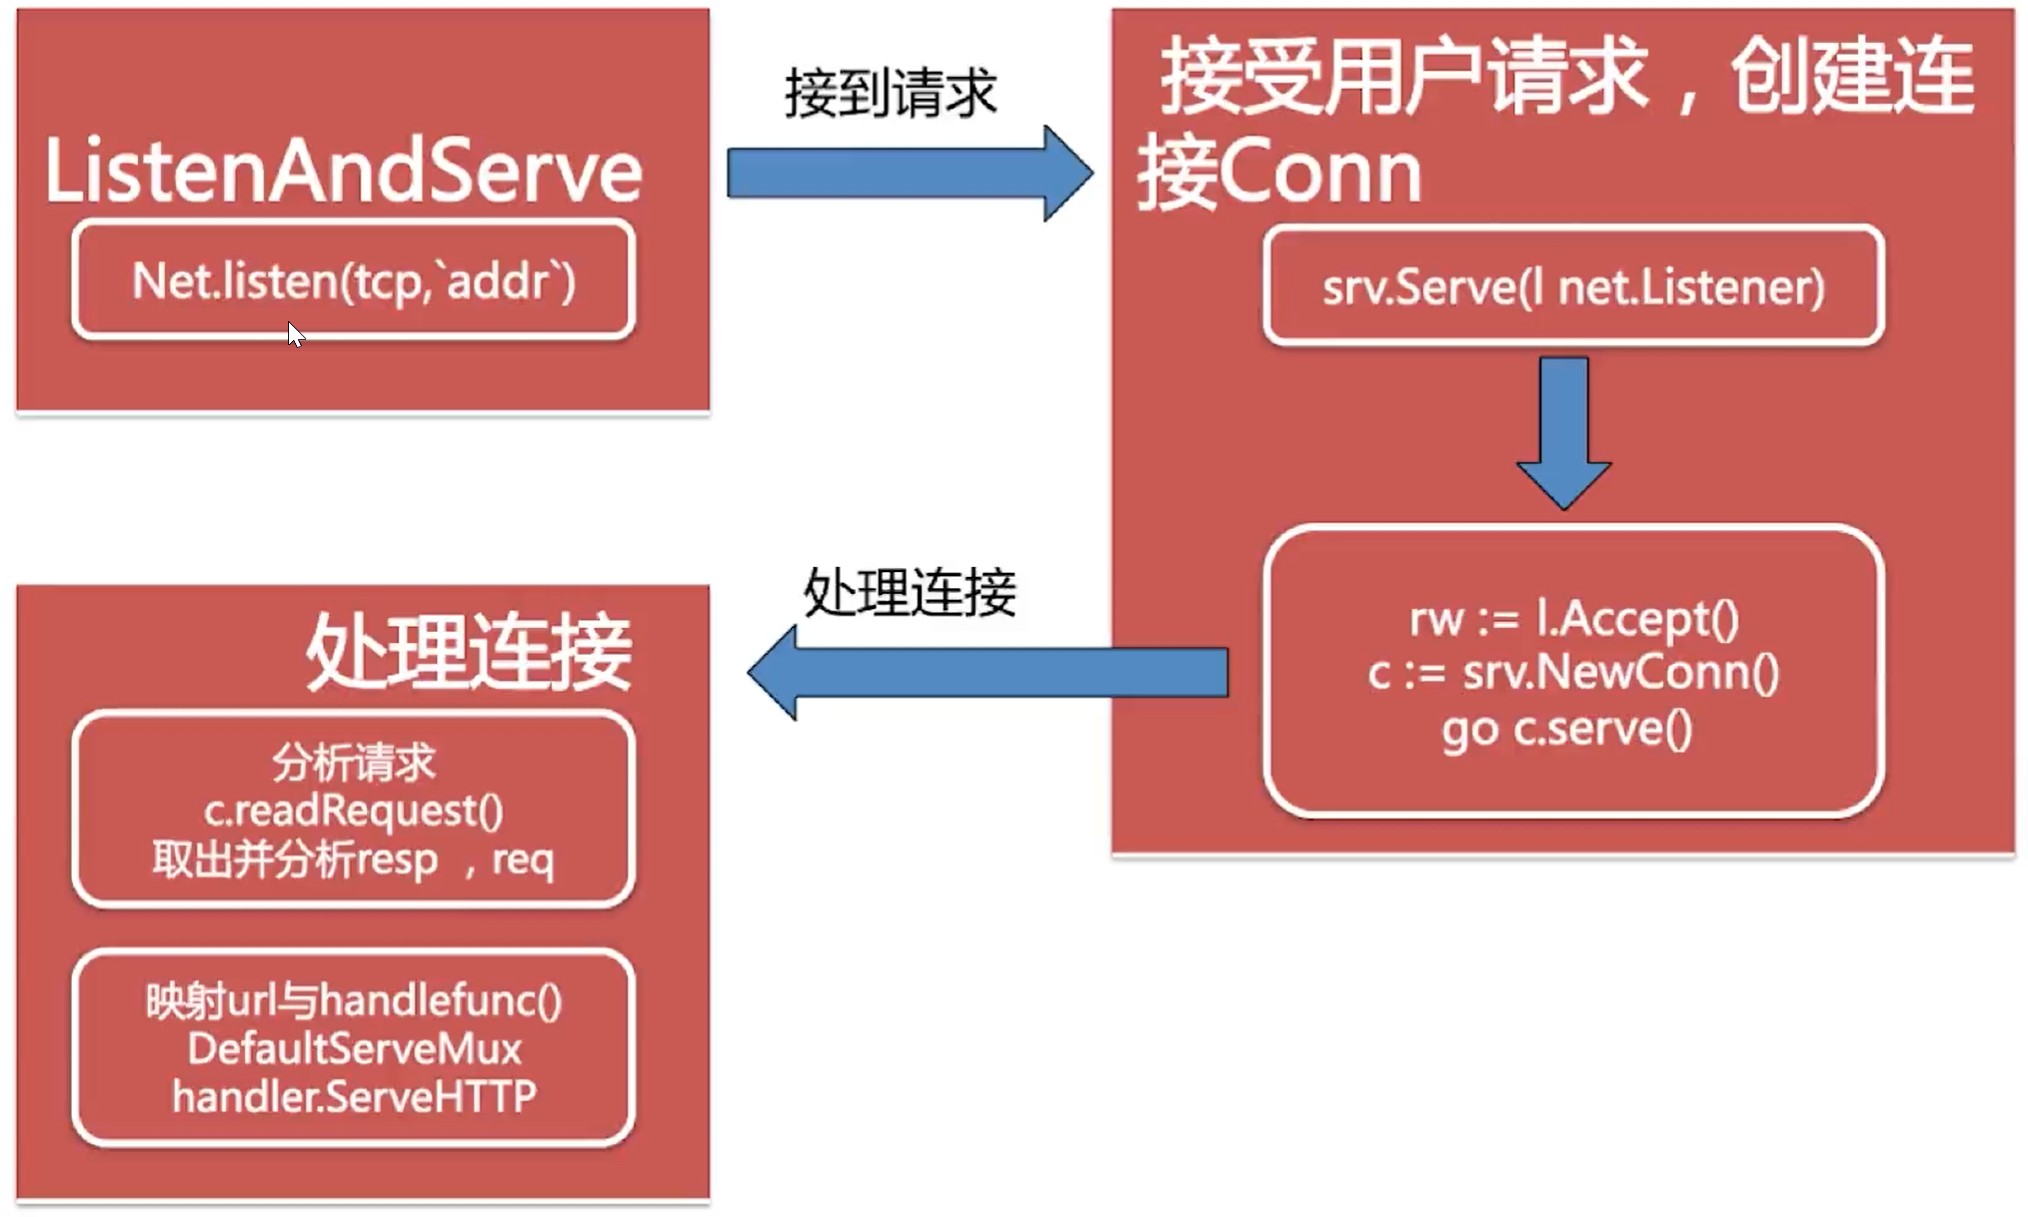 ListenAndServe
Net.listen(tcp,`addr`)
接到请求
接受用户请求，创建连
接Conn
srv.Serve(l net.Listener)
rw := l.Accept()
c := srv.NewConn()
go c.serve()
处理连接
处理连接
分析请求
c.readRequest()
取出并分析resp ，req
映射url与handlefunc()
DefaultServeMux
handler.ServeHTTP